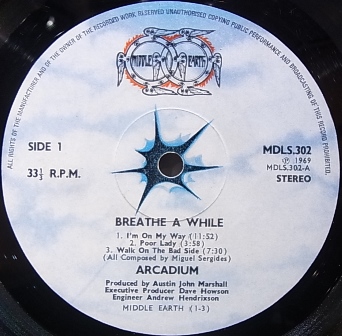 ALL RIGHTS OF THE MANUFACTURER AND OF THE OWNER OF THE RECORDED WORK RESERVED UNAUTHORISED COPYING PUBLIC PERFORMANCE AND BROADCASTING OF THIS RECORD PROHIBITED
MIDDLE EARTH
SIDE 1
MDLS.302
℗ 1969
MDLS.302-A
33⅓ R.P.M.
STEREO
BREATHE A WHILE
1. I'm On My Way (11:52)
2. Poor Lady (3:58)
3. Walk On The Bad Side (7:30)
(All Composed by Miguel Sergides)
ARCADIUM
Produced by Austin John Marshall
Executive Producer Dave Howson
Engineer Andrew Hendrixson
MIDDLE EARTH (1-3)